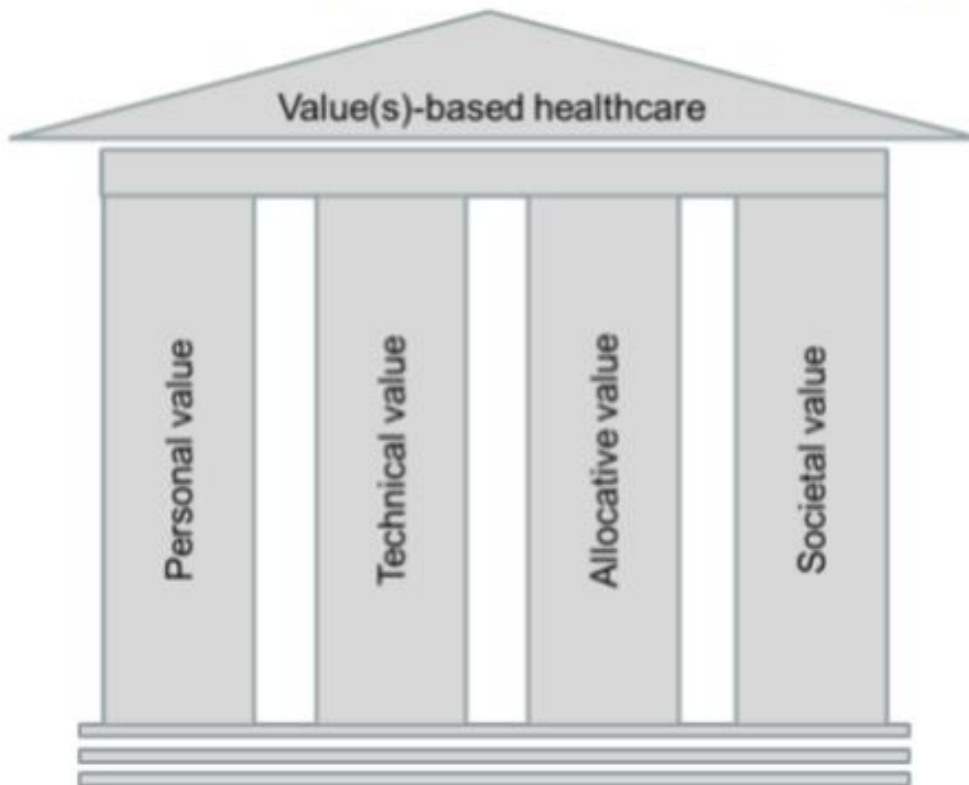 Value(s)-based healthcare
Personal value
Technical value
Allocative value
Societal value